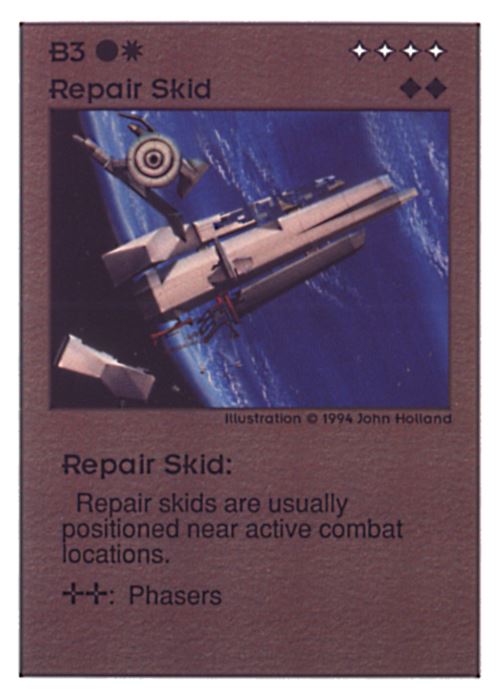 B3
Repair Skid
Illustration © 1994 John Holland
Repair Skid:
Repair skids are usually
positioned near active combat
locations.
: Phasers